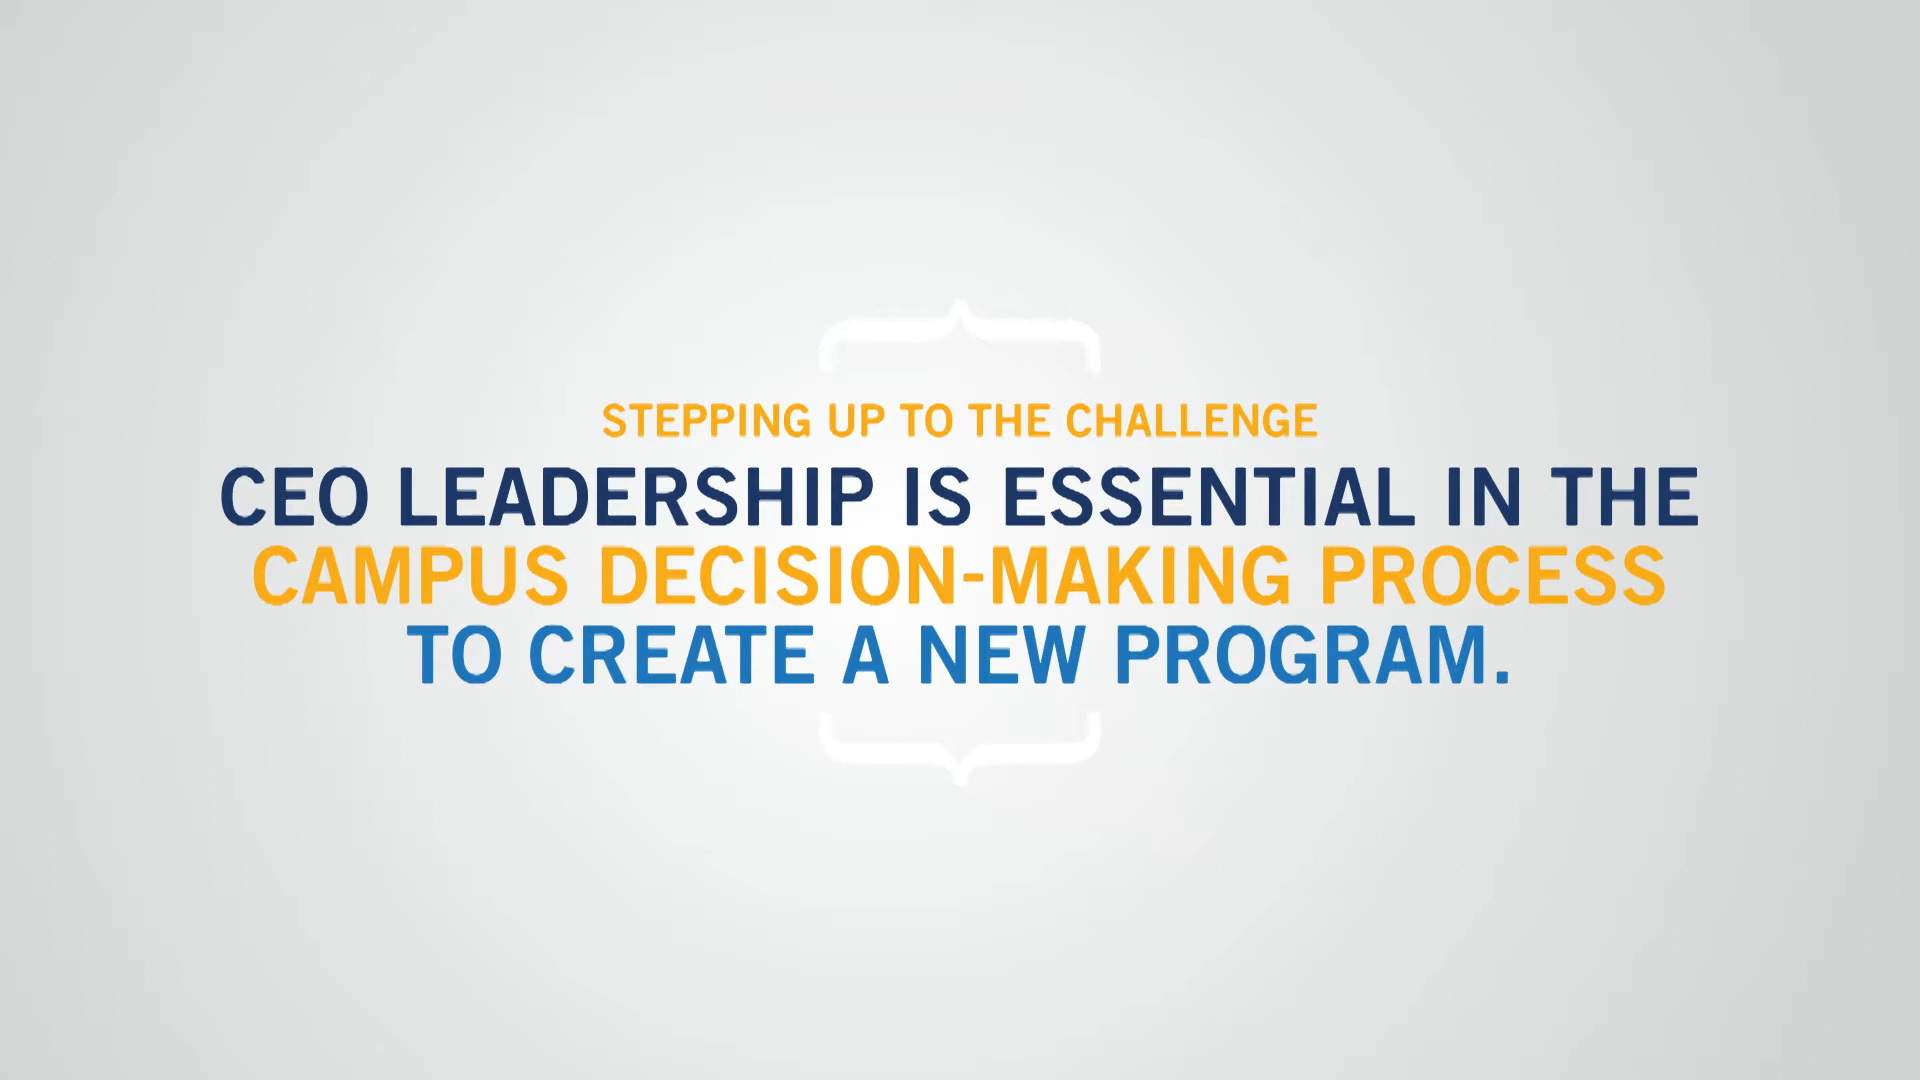 STEPPING UP TO THE CHALLENGE
CEO LEADERSHIP IS ESSENTIAL IN THE
CAMPUS DECISION-MAKING PROCESS
TO CREATE A NEW PROGRAM.